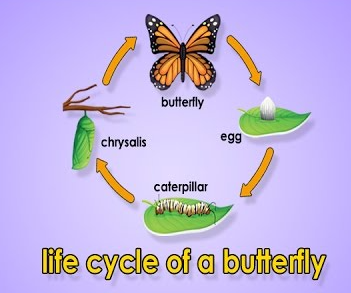 butterfly
egg
chrysalis
caterpillar
life cycle of a butterfly